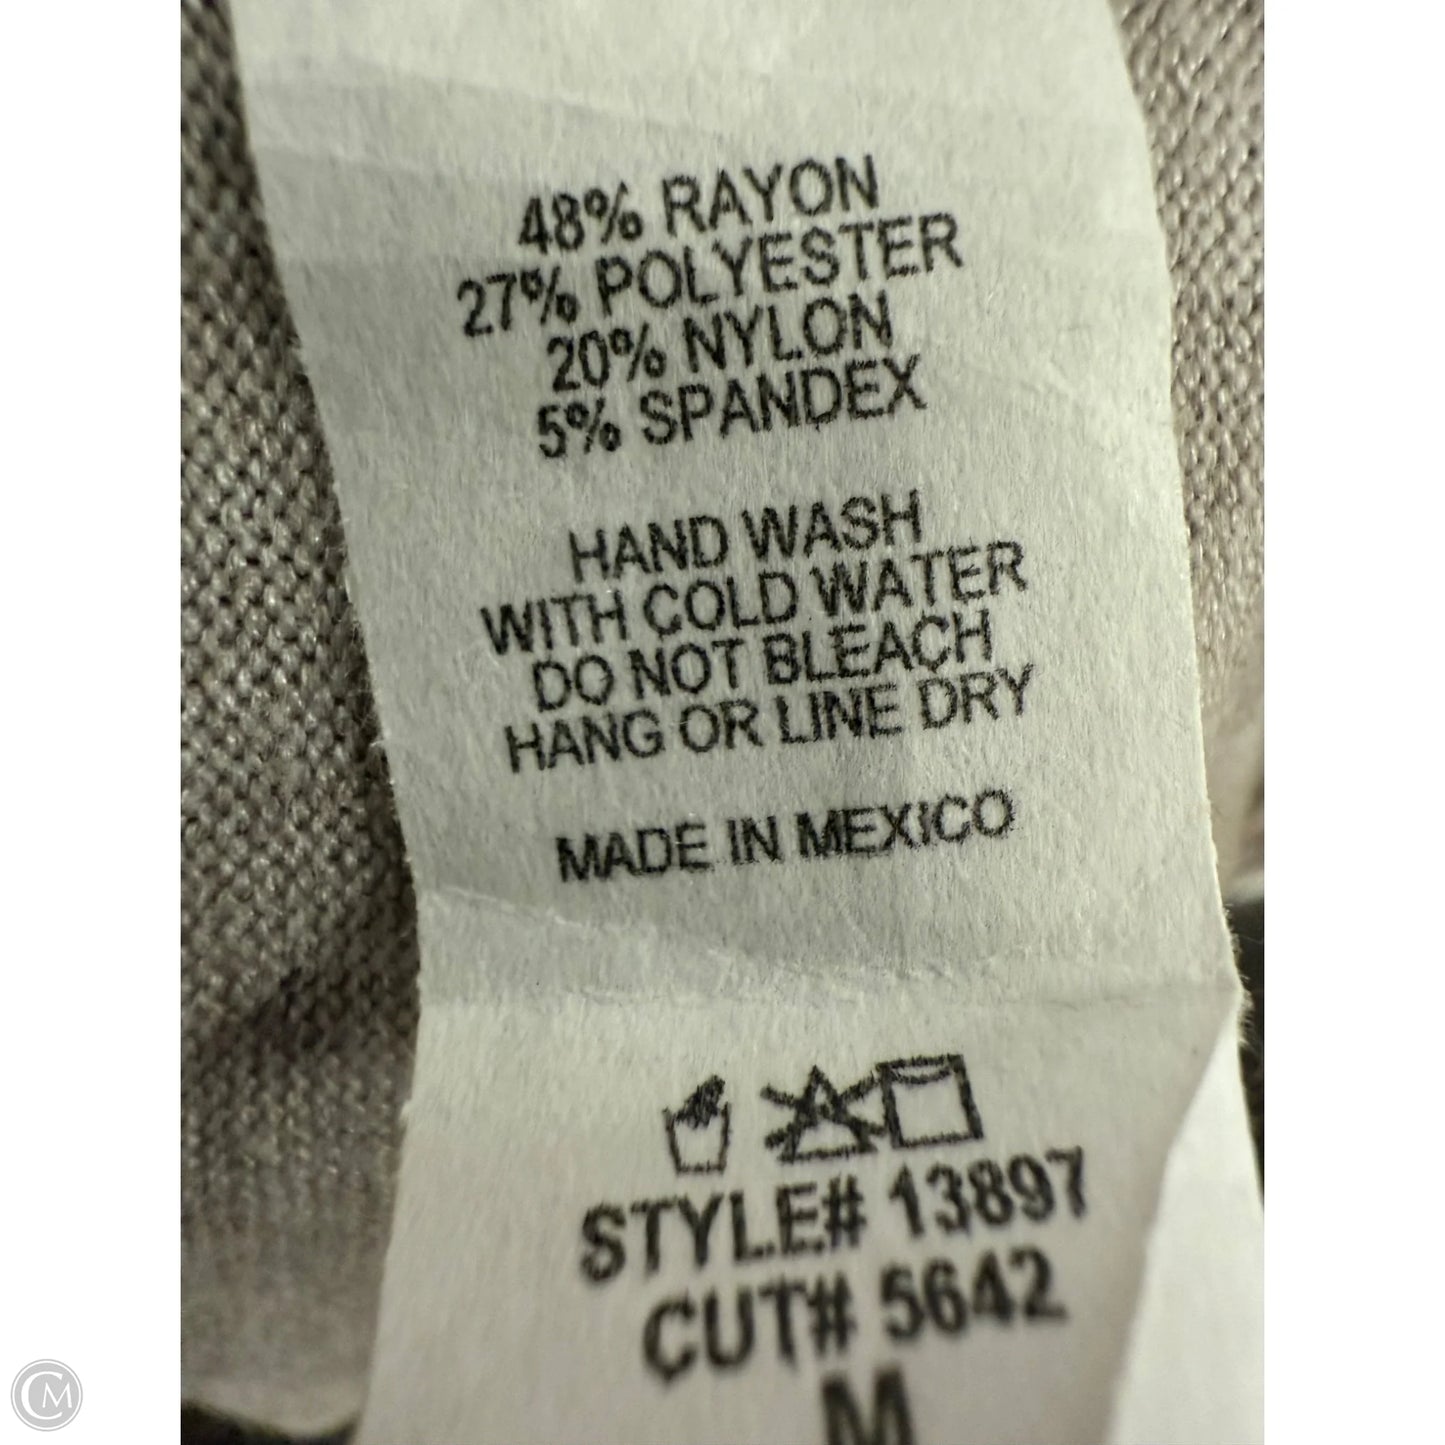 48% RAYON
27% POLYESTER
20% NYLON
5% SPANDEX
HAND WASH
WITH COLD WATER
DO NOT BLEACH
HANG OR LINE DRY
MADE IN MEXICO
STYLE# 13897
CUT# 5642
M
CM